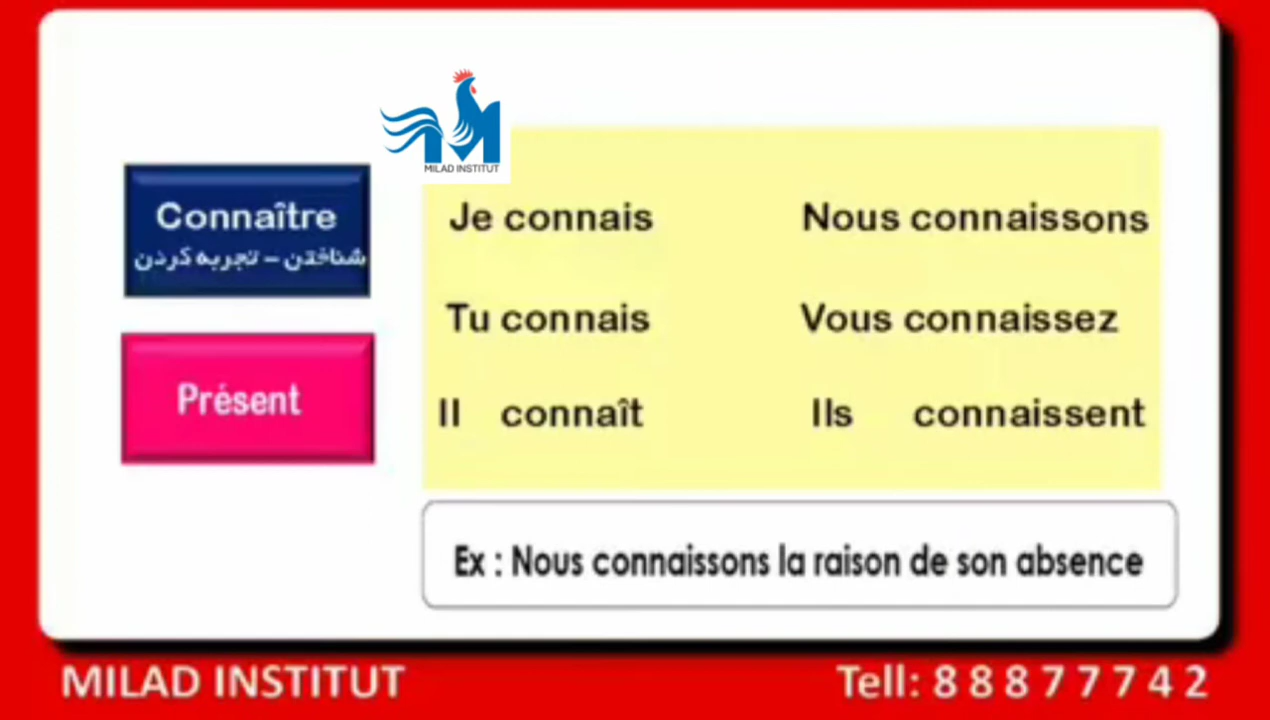 MILAD INSTITUT
Connaître
شناختن – تجربه کردن
Présent
Je connais
Nous connaissons
Tu connais
Vous connaissez
Il connaît
Ils connaissent
Ex : Nous connaissons la raison de son absence
MILAD INSTITUT
Tell: 8 8 8 7 7 7 4 2